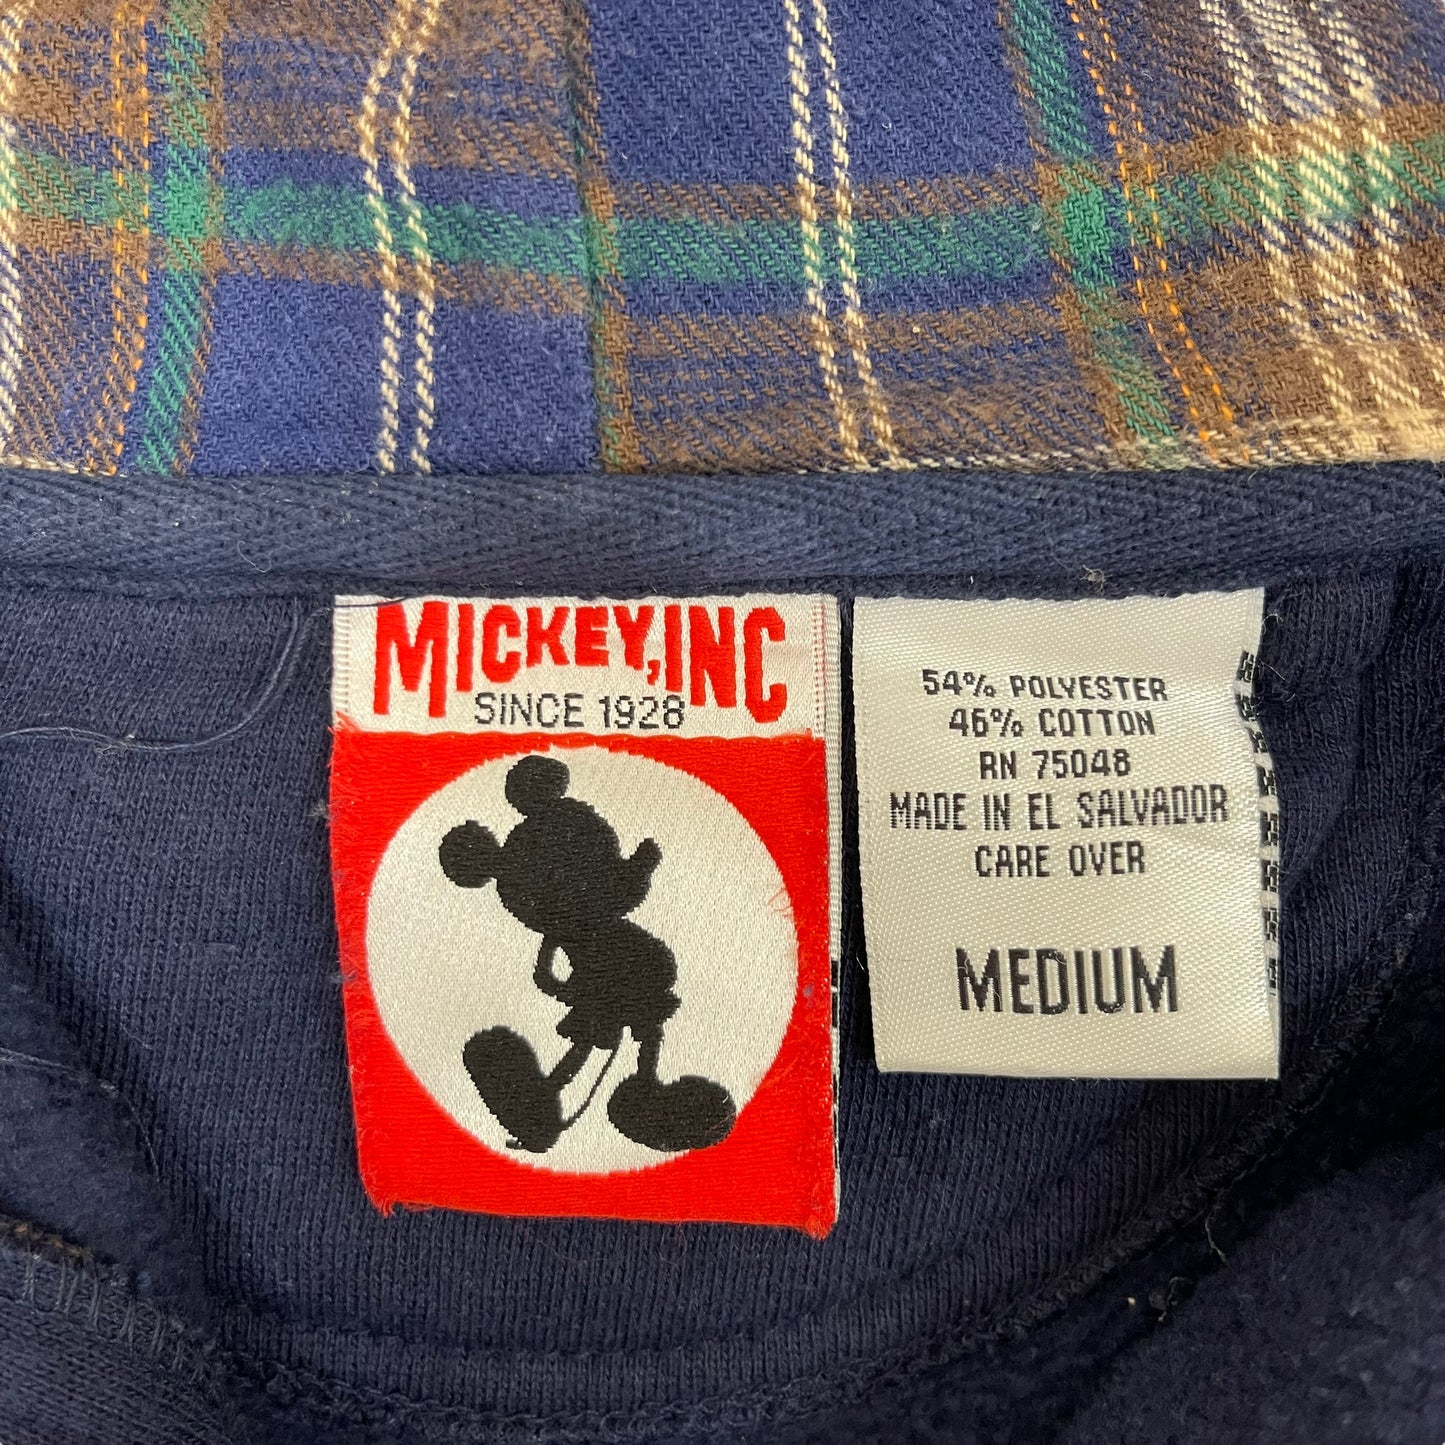 MICKEY, INC
SINCE 1928
54% POLYESTER
46% COTTON
RN 75048
MADE IN EL SALVADOR
CARE OVER
MEDIUM